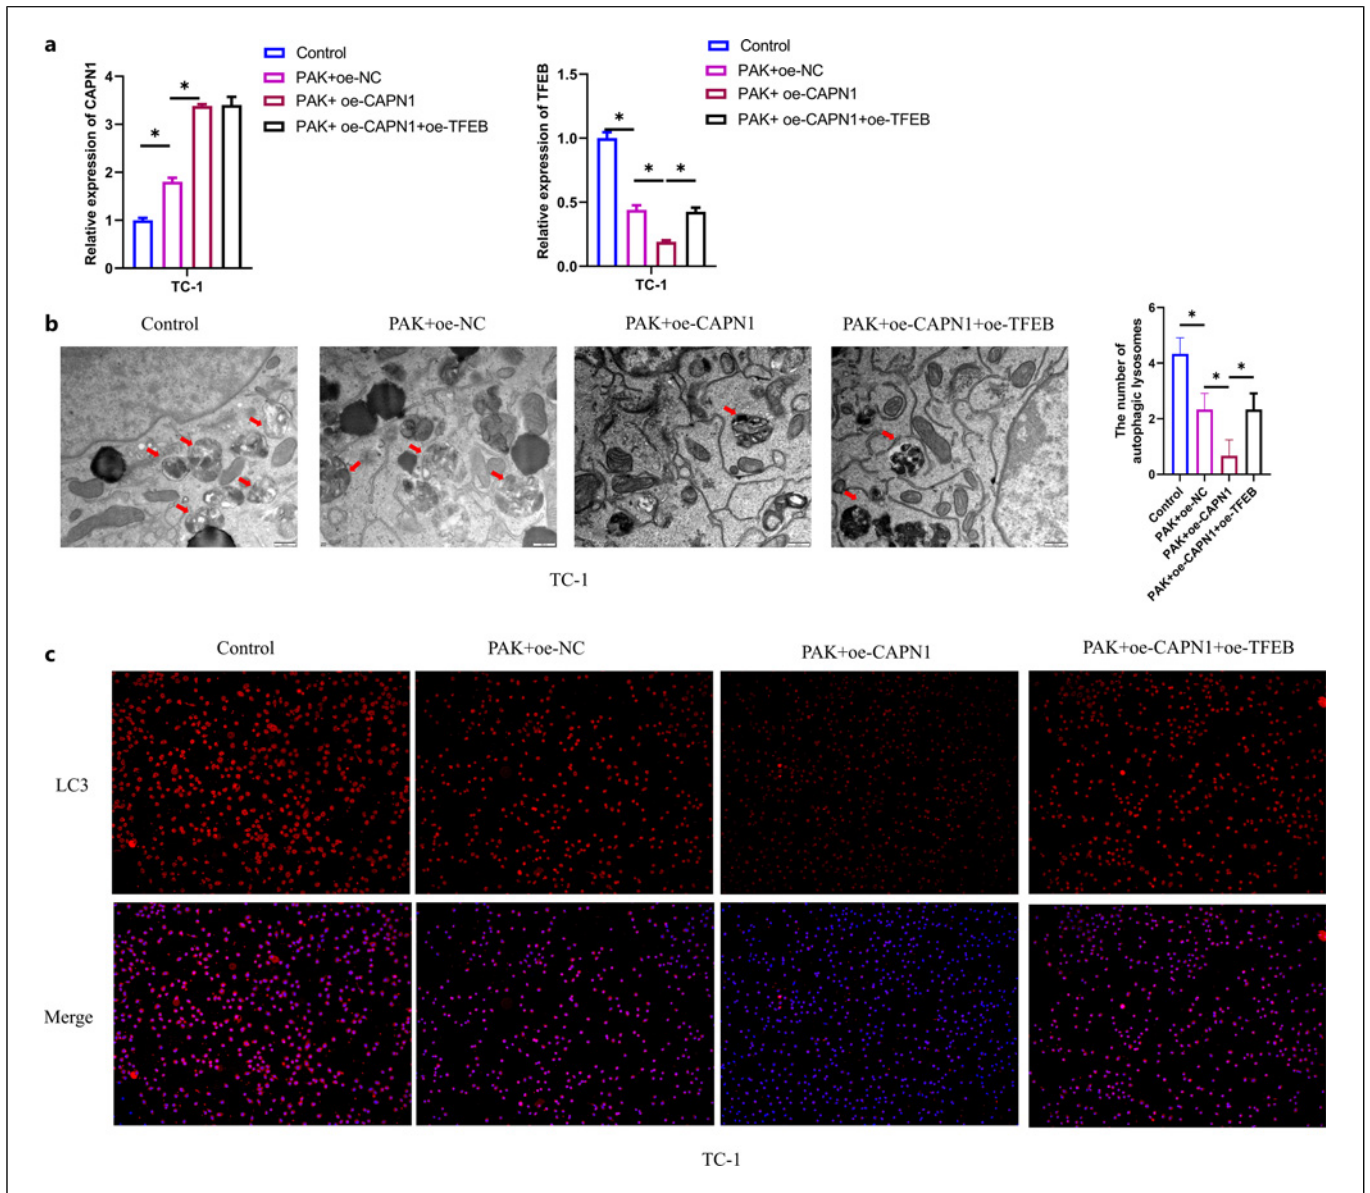 a
Relative expression of CAPN1
4
3
2
1
0
*
*
TC-1
Control
PAK+oe-NC
PAK+ oe-CAPN1
PAK+ oe-CAPN1+oe-TFEB
Relative expression of TFEB
1.5
1.0
0.5
0.0
*
*
*
TC-1
Control
PAK+oe-NC
PAK+ oe-CAPN1
PAK+ oe-CAPN1+oe-TFEB
b
Control
PAK+oe-NC
PAK+oe-CAPN1
PAK+oe-CAPN1+oe-TFEB
TC-1
The number of
autophagic lysosomes
6
4
2
0
*
*
*
Control
PAK+oe-NC
PAK+oe-CAPN1
PAK+oe-CAPN1+oe-TFEB
c
Control
PAK+oe-NC
PAK+oe-CAPN1
PAK+oe-CAPN1+oe-TFEB
LC3
Merge
TC-1